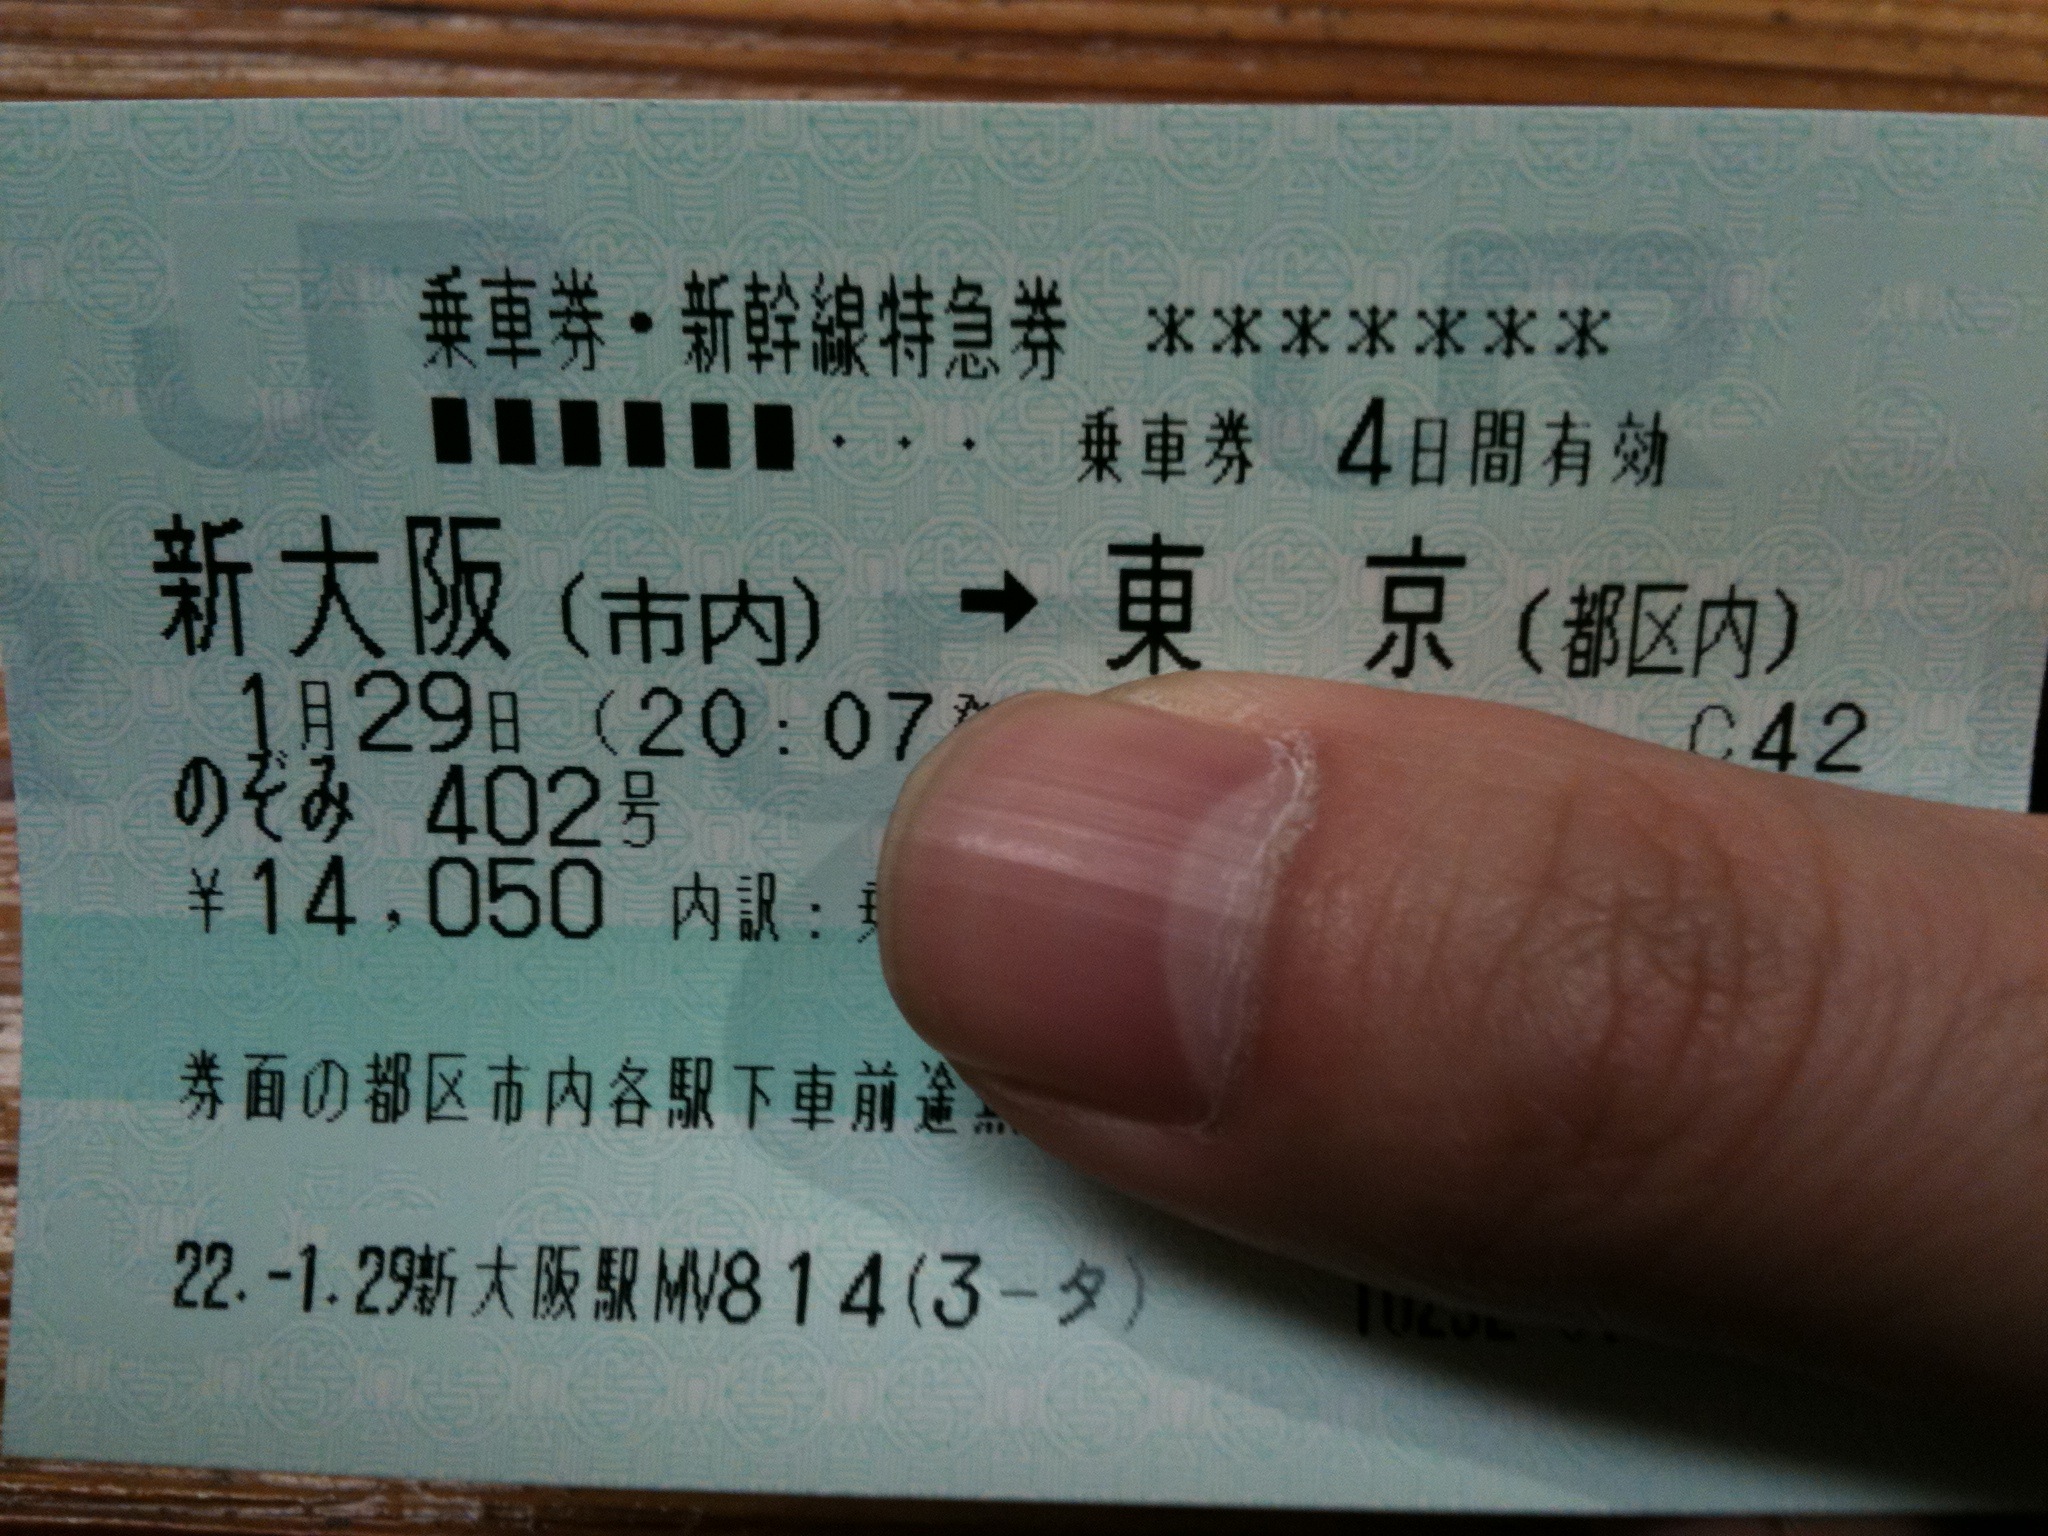 乗車券・新幹線特急券 *******
■■■■■■・・・ 乗車券 4日間有効
新大阪(市内) ➡ 東 京(都区内)
1月29日 (20:07発 C42
のぞみ 402号
¥14,050 内訳:
券面の都区市内各駅下車前途
22.-1.29新大阪駅MV814(3-タ)